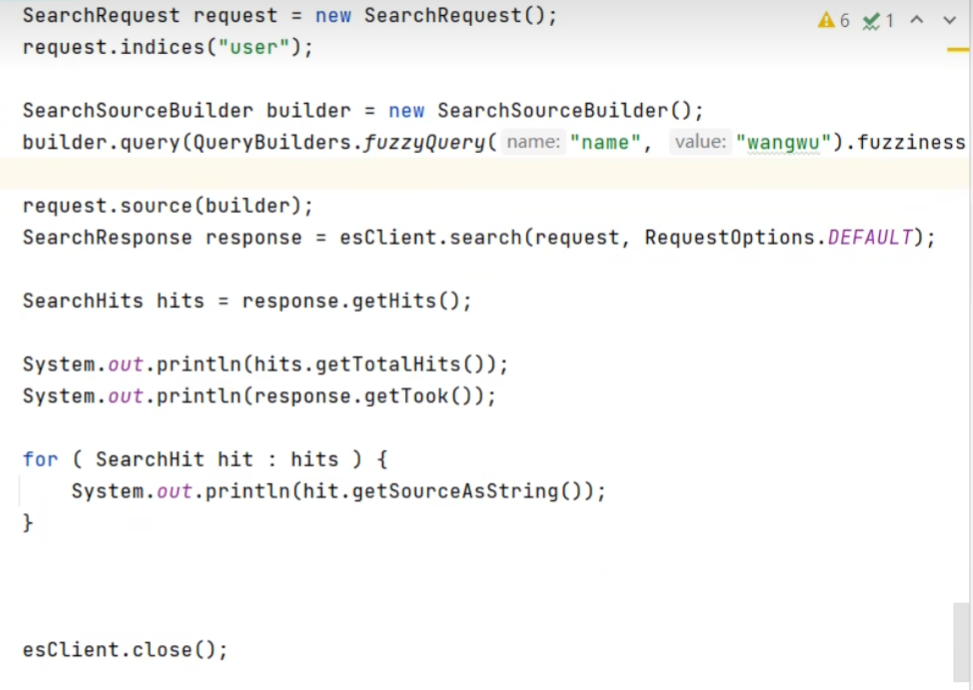 SearchRequest request = new SearchRequest();
6 1
request.indices("user");
SearchSourceBuilder builder = new SearchSourceBuilder();
builder.query(QueryBuilders.fuzzyQuery( name: "name", value: "wangwu").fuzziness
request.source(builder);
SearchResponse response = esClient.search(request, RequestOptions.DEFAULT);
SearchHits hits = response.getHits();
System.out.println(hits.getTotalHits());
System.out.println(response.getTook());
for ( SearchHit hit : hits ) {
    System.out.println(hit.getSourceAsString());
}
esClient.close();